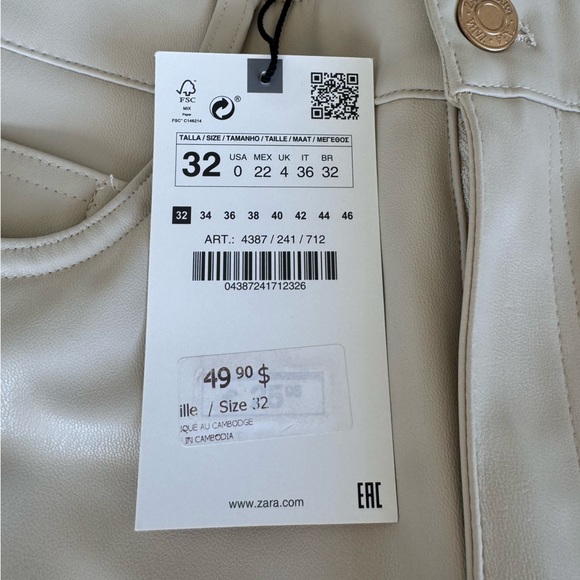 FSC
MIX
Paper
FSC® C146214
®
TALLA / SIZE / TAMANHO / TAILLE / MAAT / ΜΕΓΕΘΟΣ
32 USA MEX UK IT BR
0 22 4 36 32
32 34 36 38 40 42 44 46
ART.: 4387 / 241 / 712
04387241712326
49 90 $
ille / Size 32
IQUÉ AU CAMBODGE
IN CAMBODIA
www.zara.com
EAC